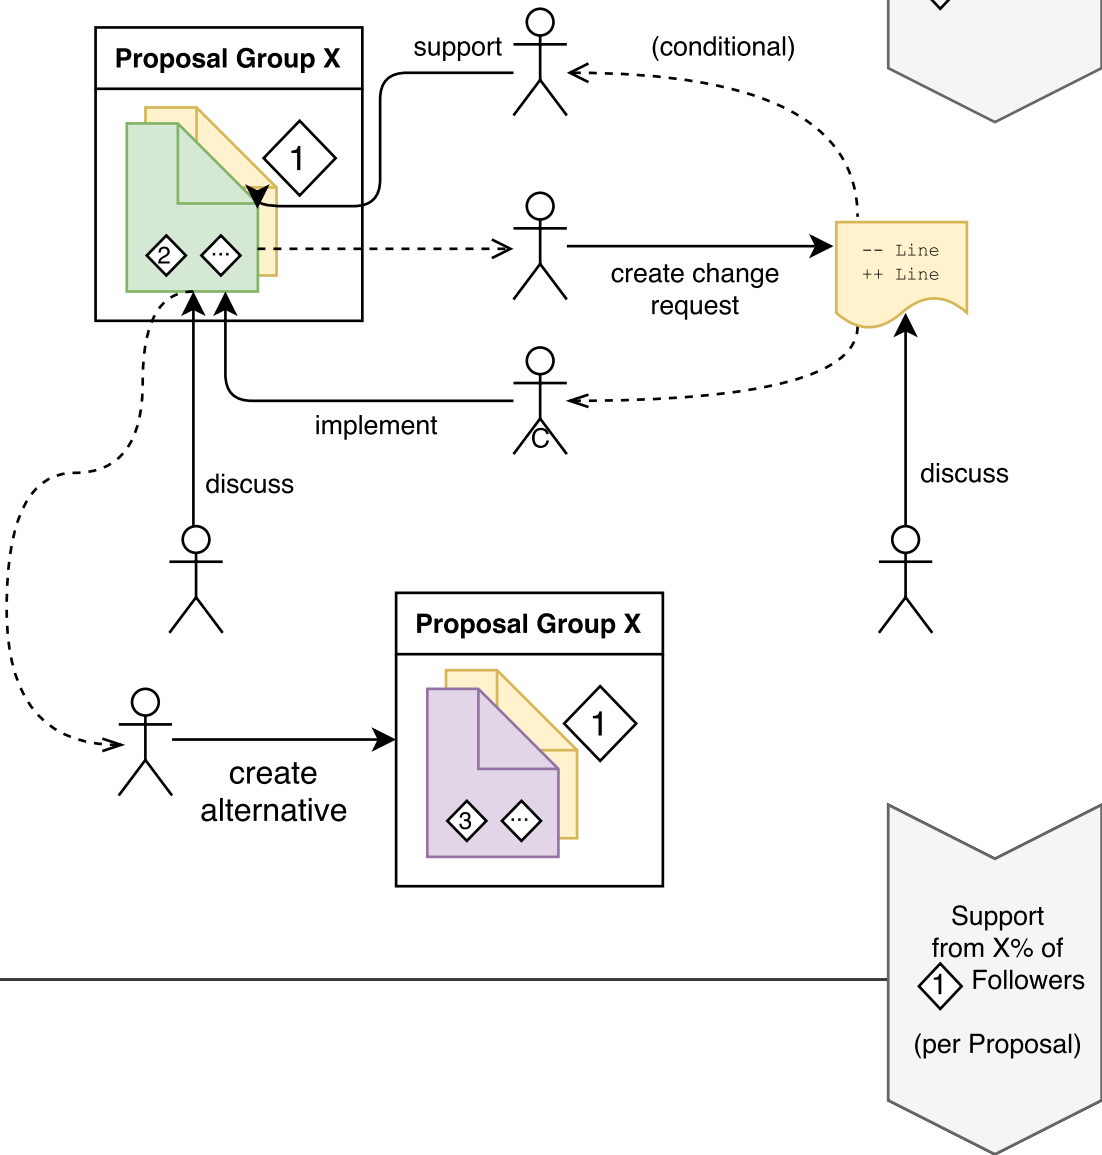 support
(conditional)
Proposal Group X
1
2
...
-- Line
++ Line
create change
request
implement
C
discuss
discuss
Proposal Group X
1
3
...
create
alternative
Support
from X% of
1 Followers
(per Proposal)